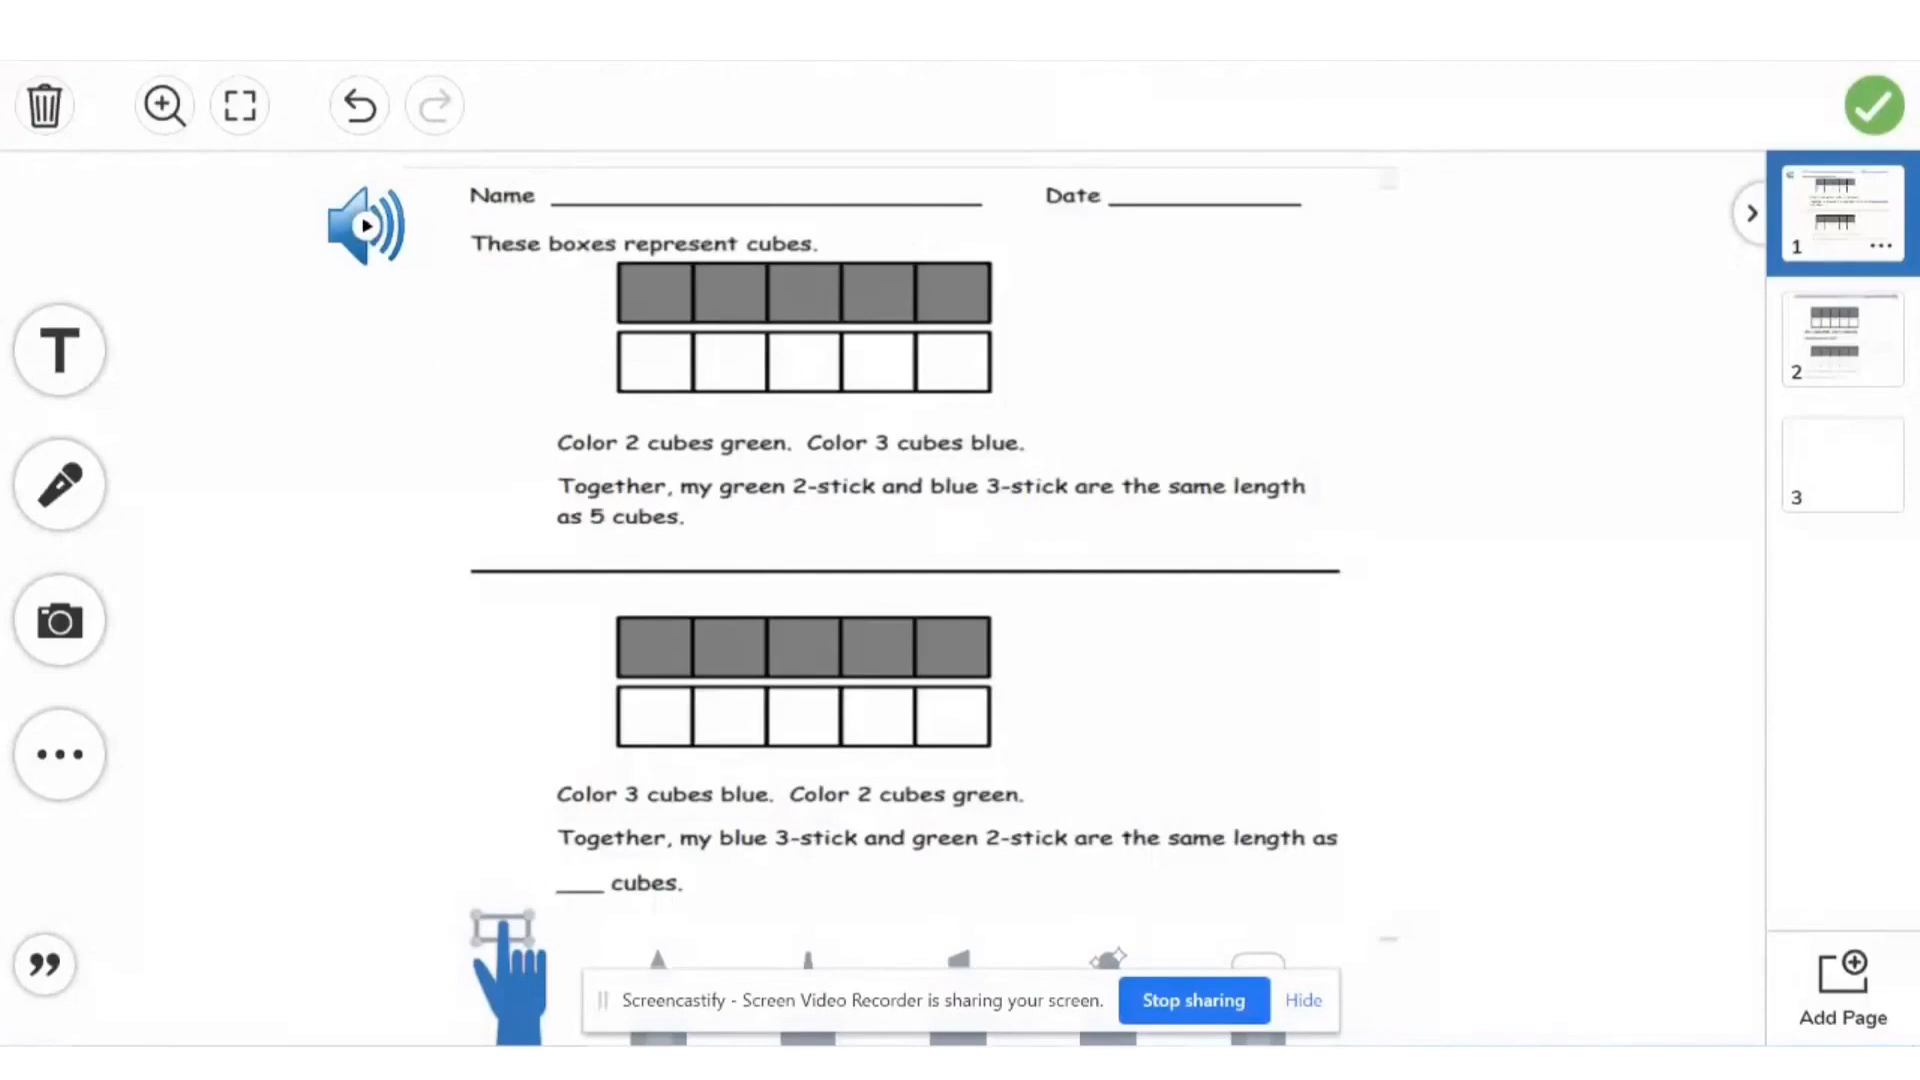 Name ____ Date ____
These boxes represent cubes.
Color 2 cubes green. Color 3 cubes blue.
Together, my green 2-stick and blue 3-stick are the same length
as 5 cubes.
Color 3 cubes blue. Color 2 cubes green.
Together, my blue 3-stick and green 2-stick are the same length as
____ cubes.
T
1
2
3
Screencastify - Screen Video Recorder is sharing your screen. Stop sharing Hide
Add Page